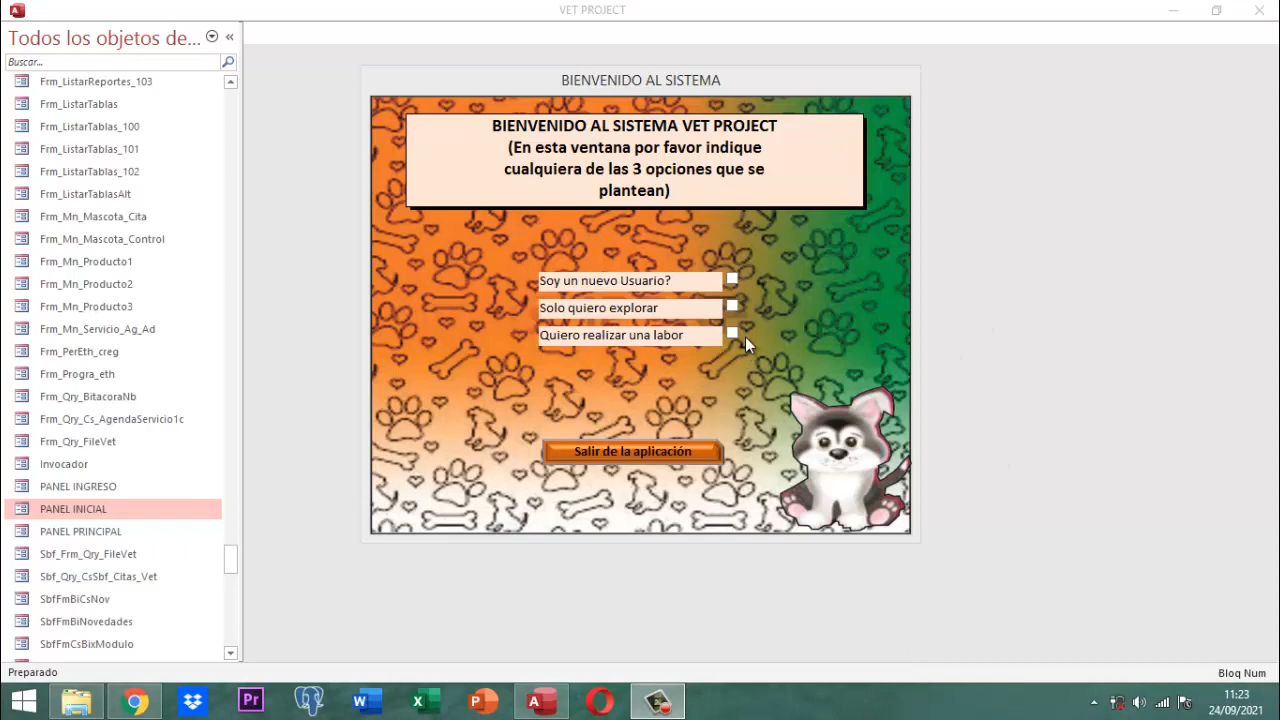 VET PROJECT
Todos los objetos de...
Buscar...
Frm_ListarReportes_103
Frm_ListarTablas
Frm_ListarTablas_100
Frm_ListarTablas_101
Frm_ListarTablas_102
Frm_ListarTablasAlt
Frm_Mn_Mascota_Cita
Frm_Mn_Mascota_Control
Frm_Mn_Producto1
Frm_Mn_Producto2
Frm_Mn_Producto3
Frm_Mn_Servicio_Ag_Ad
Frm_PerEth_creg
Frm_Progra_eth
Frm_Qry_BitacoraNb
Frm_Qry_Cs_AgendaServicio1c
Frm_Qry_FileVet
Invocador
PANEL INGRESO
PANEL INICIAL
PANEL PRINCIPAL
Sbf_Frm_Qry_FileVet
Sbf_Qry_CsSbf_Citas_Vet
SbfFmBiCsNov
SbfFmBiNovedades
SbfFmCsBixModulo
BIENVENIDO AL SISTEMA
BIENVENIDO AL SISTEMA VET PROJECT
(En esta ventana por favor indique
cualquiera de las 3 opciones que se
plantean)
Soy un nuevo Usuario?
Solo quiero explorar
Quiero realizar una labor
Salir de la aplicación
Preparado
Bloq Num
11:23
24/09/2021